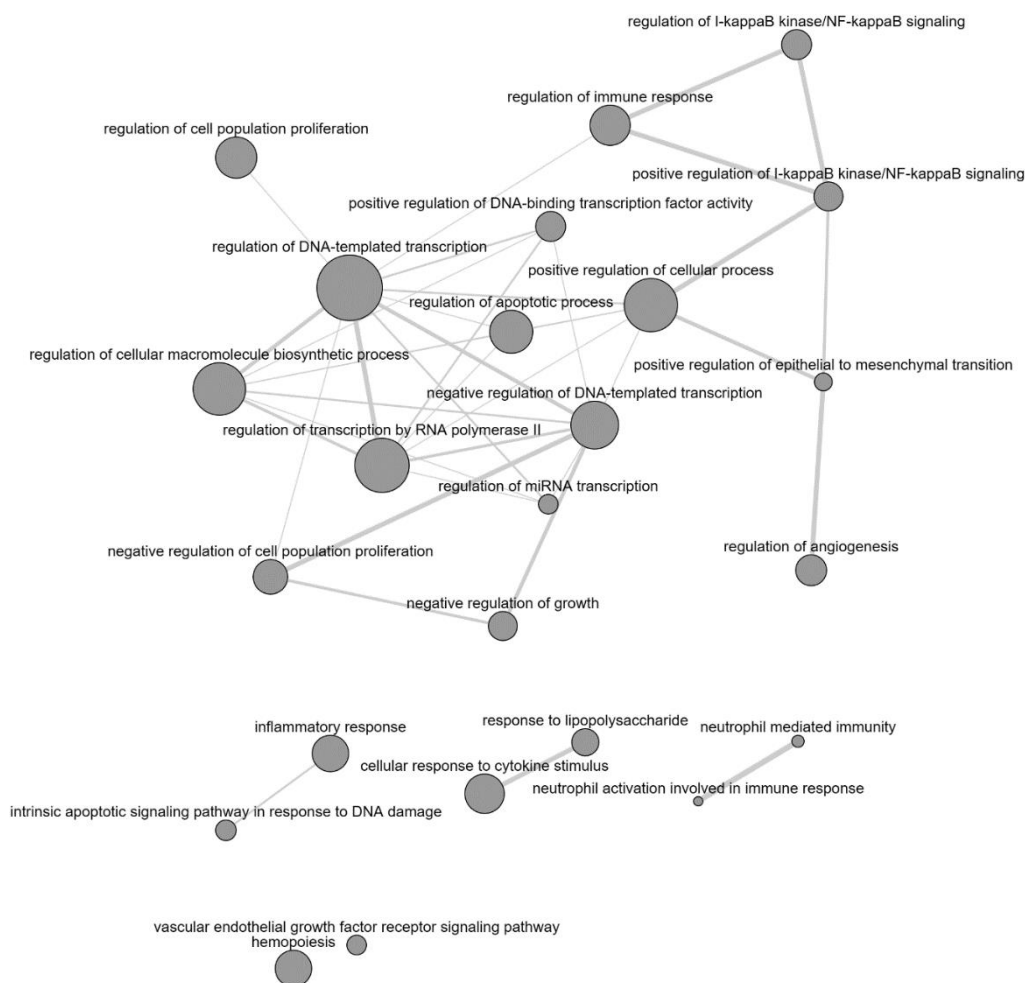 regulation of I-kappaB kinase/NF-kappaB signaling
regulation of immune response
regulation of cell population proliferation
positive regulation of I-kappaB kinase/NF-kappaB signaling
positive regulation of DNA-binding transcription factor activity
regulation of DNA-templated transcription
positive regulation of cellular process
regulation of apoptotic process
regulation of cellular macromolecule biosynthetic process
positive regulation of epithelial to mesenchymal transition
negative regulation of DNA-templated transcription
regulation of transcription by RNA polymerase II
regulation of miRNA transcription
regulation of angiogenesis
negative regulation of cell population proliferation
negative regulation of growth
inflammatory response
response to lipopolysaccharide
neutrophil mediated immunity
cellular response to cytokine stimulus
neutrophil activation involved in immune response
intrinsic apoptotic signaling pathway in response to DNA damage
vascular endothelial growth factor receptor signaling pathway
hemopoiesis